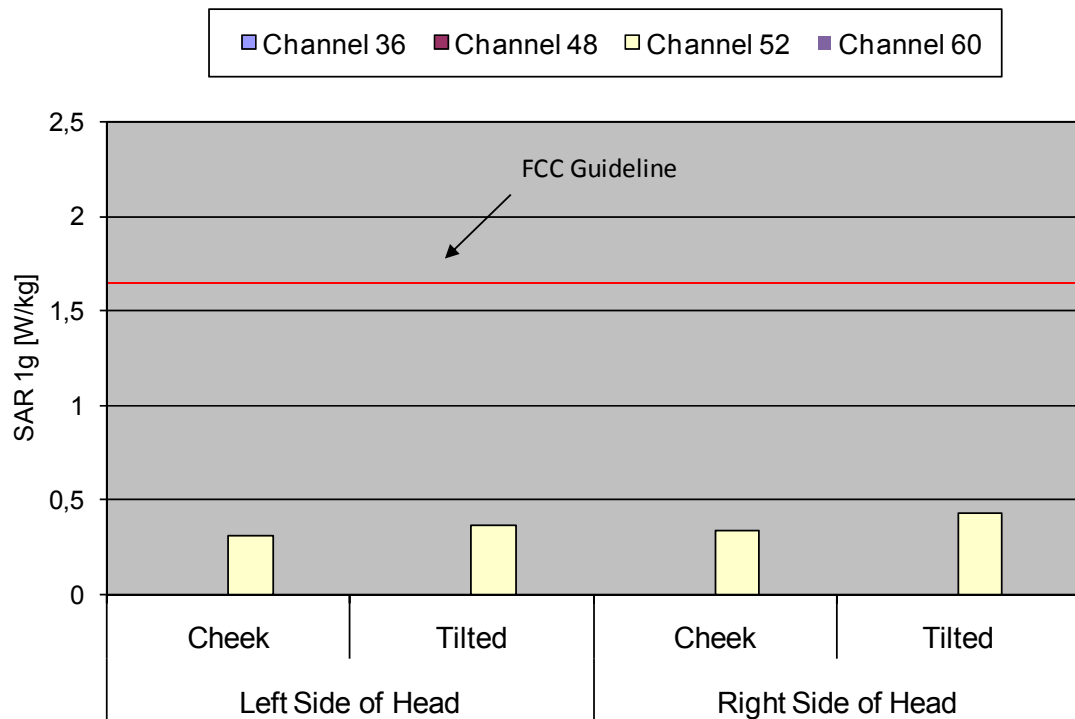 Channel 36 Channel 48 Channel 52 Channel 60
2,5
FCC Guideline
2
1,5
1
0,5
0
SAR 1g [W/kg]
Cheek Tilted Cheek Tilted
Left Side of Head Right Side of Head